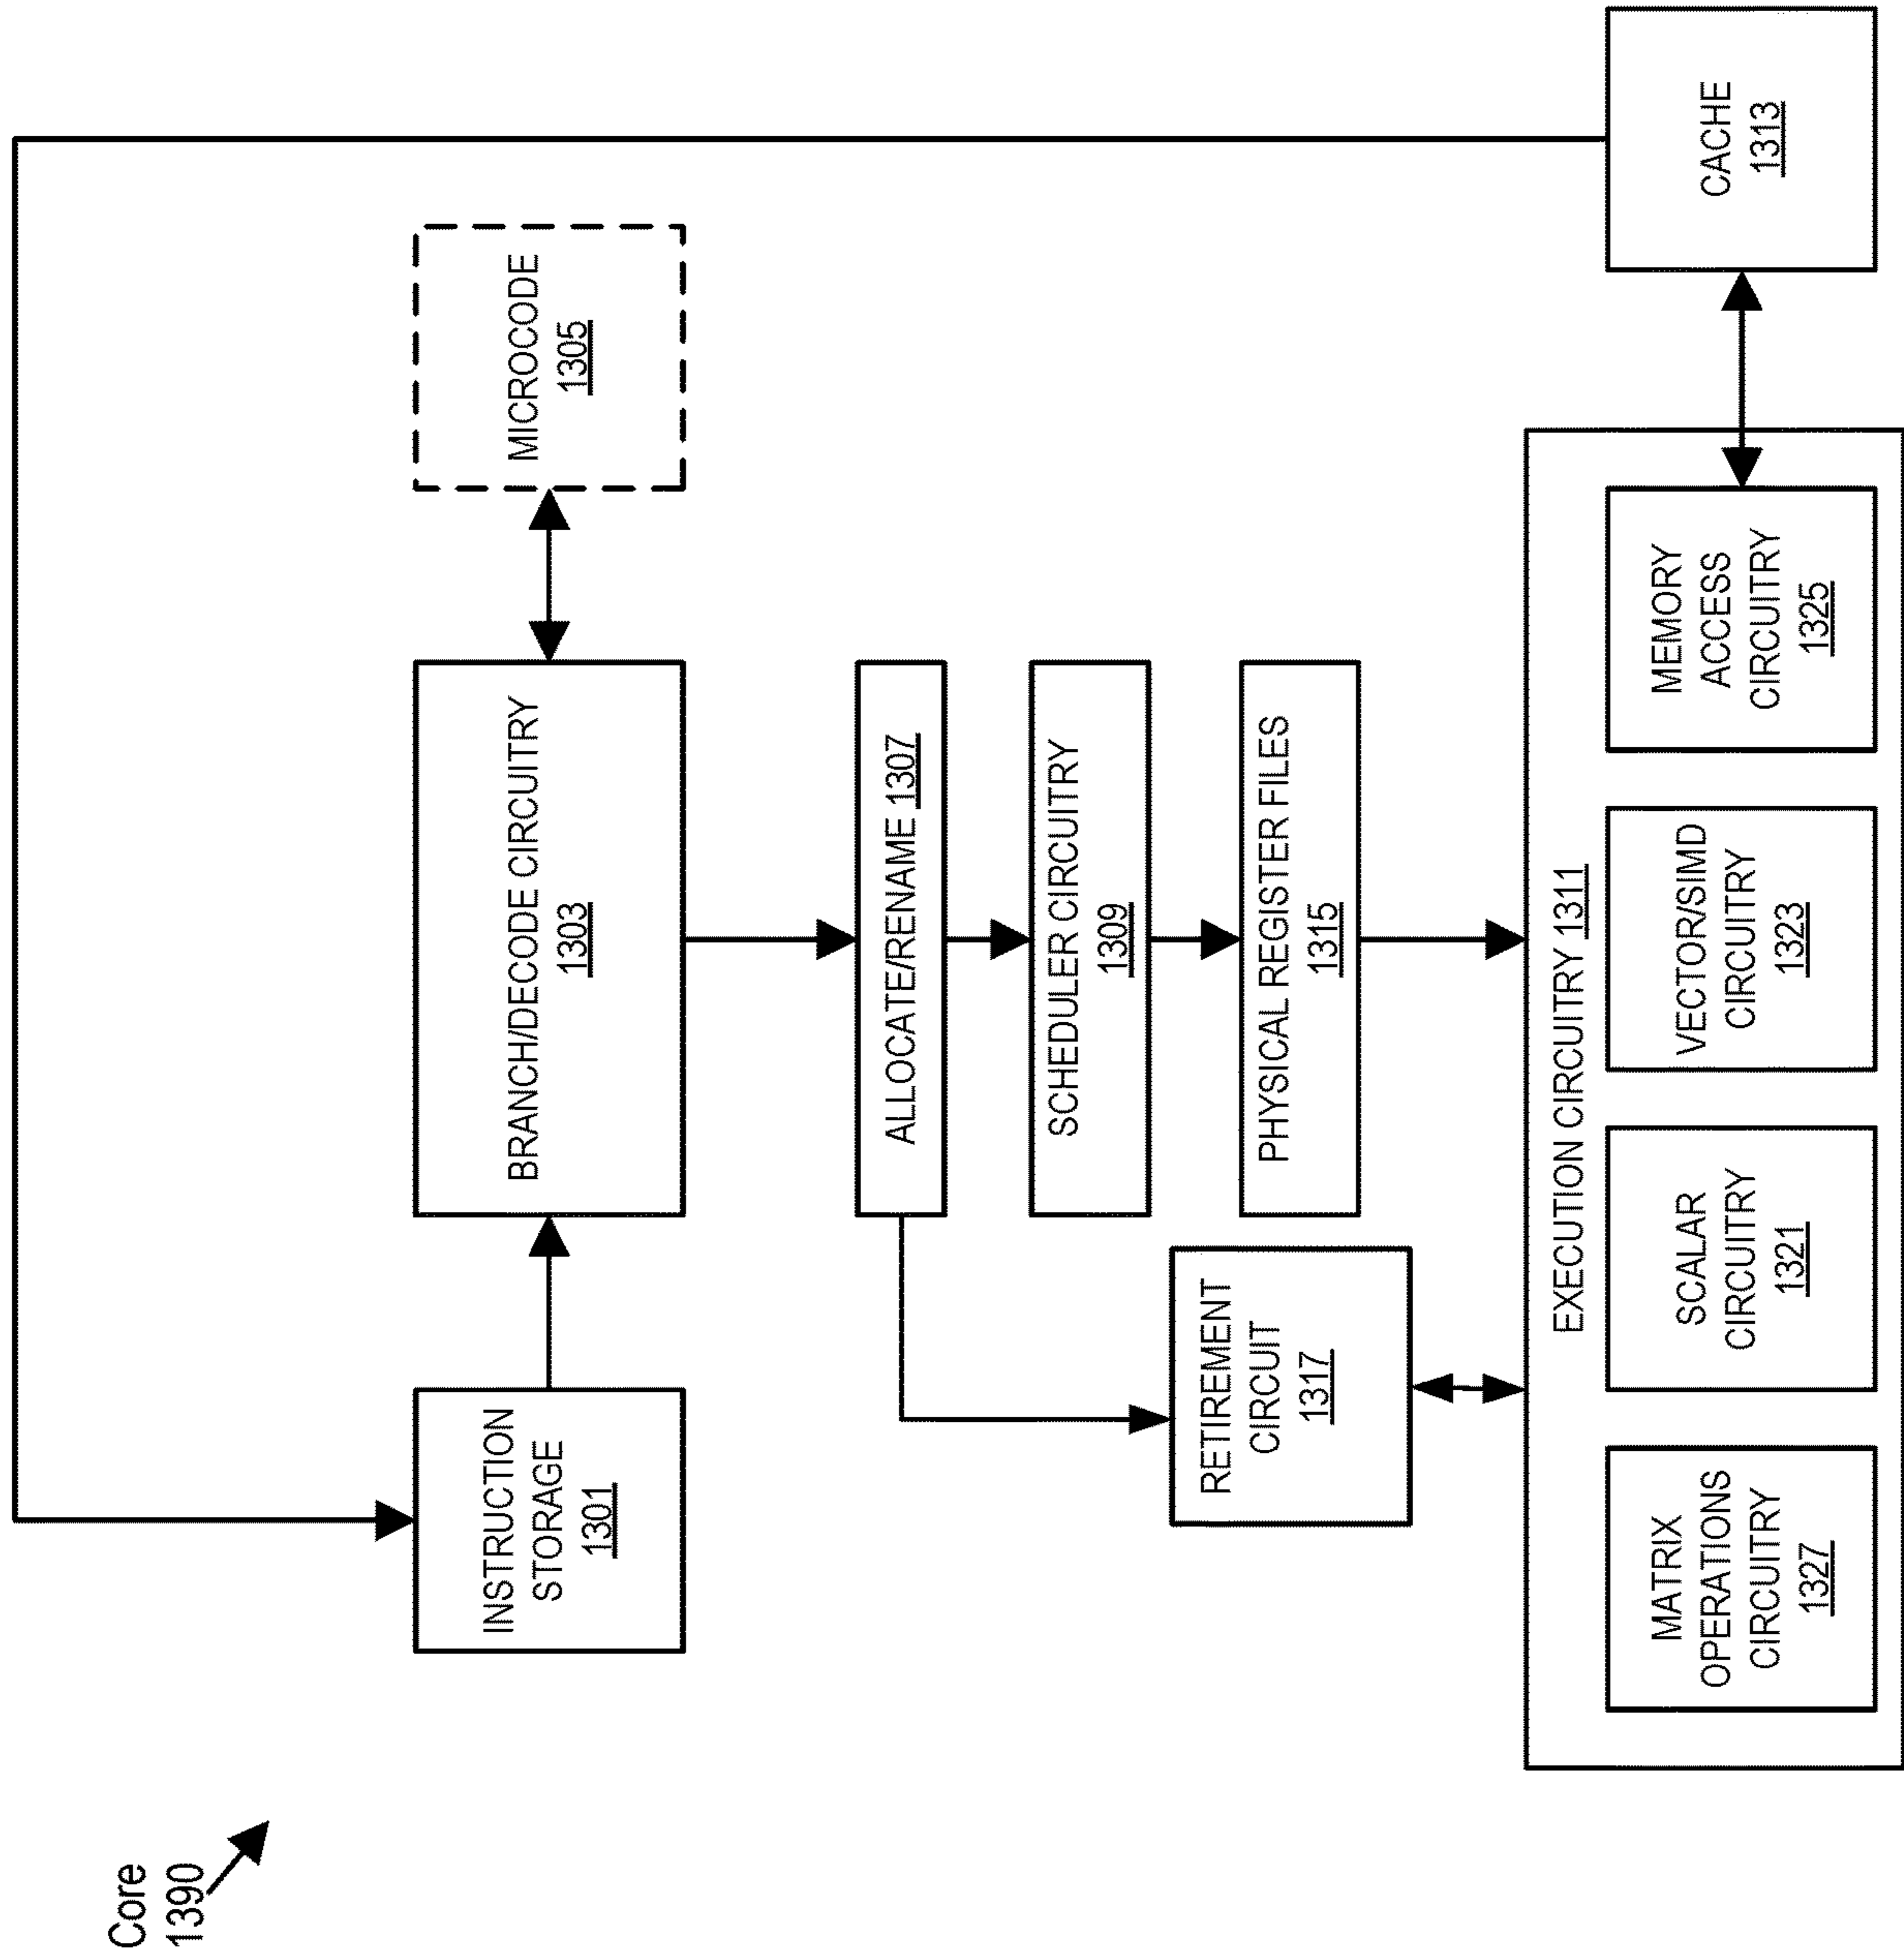 Core
1390
INSTRUCTION
STORAGE
1301
BRANCH/DECODE CIRCUITRY
1303
MICROCODE
1305
ALLOCATE/RENAME 1307
SCHEDULER CIRCUITRY
1309
PHYSICAL REGISTER FILES
1315
RETIREMENT
CIRCUIT
1317
EXECUTION CIRCUITRY 1311
MATRIX
OPERATIONS
CIRCUITRY
1327
SCALAR
CIRCUITRY
1321
VECTOR/SIMD
CIRCUITRY
1323
MEMORY
ACCESS
CIRCUITRY
1325
CACHE
1313